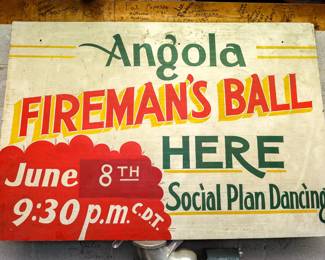 Angola
FIREMAN'S BALL
HERE
Social Plan Dancing
June 8TH
9:30 p.m. C.D.T.